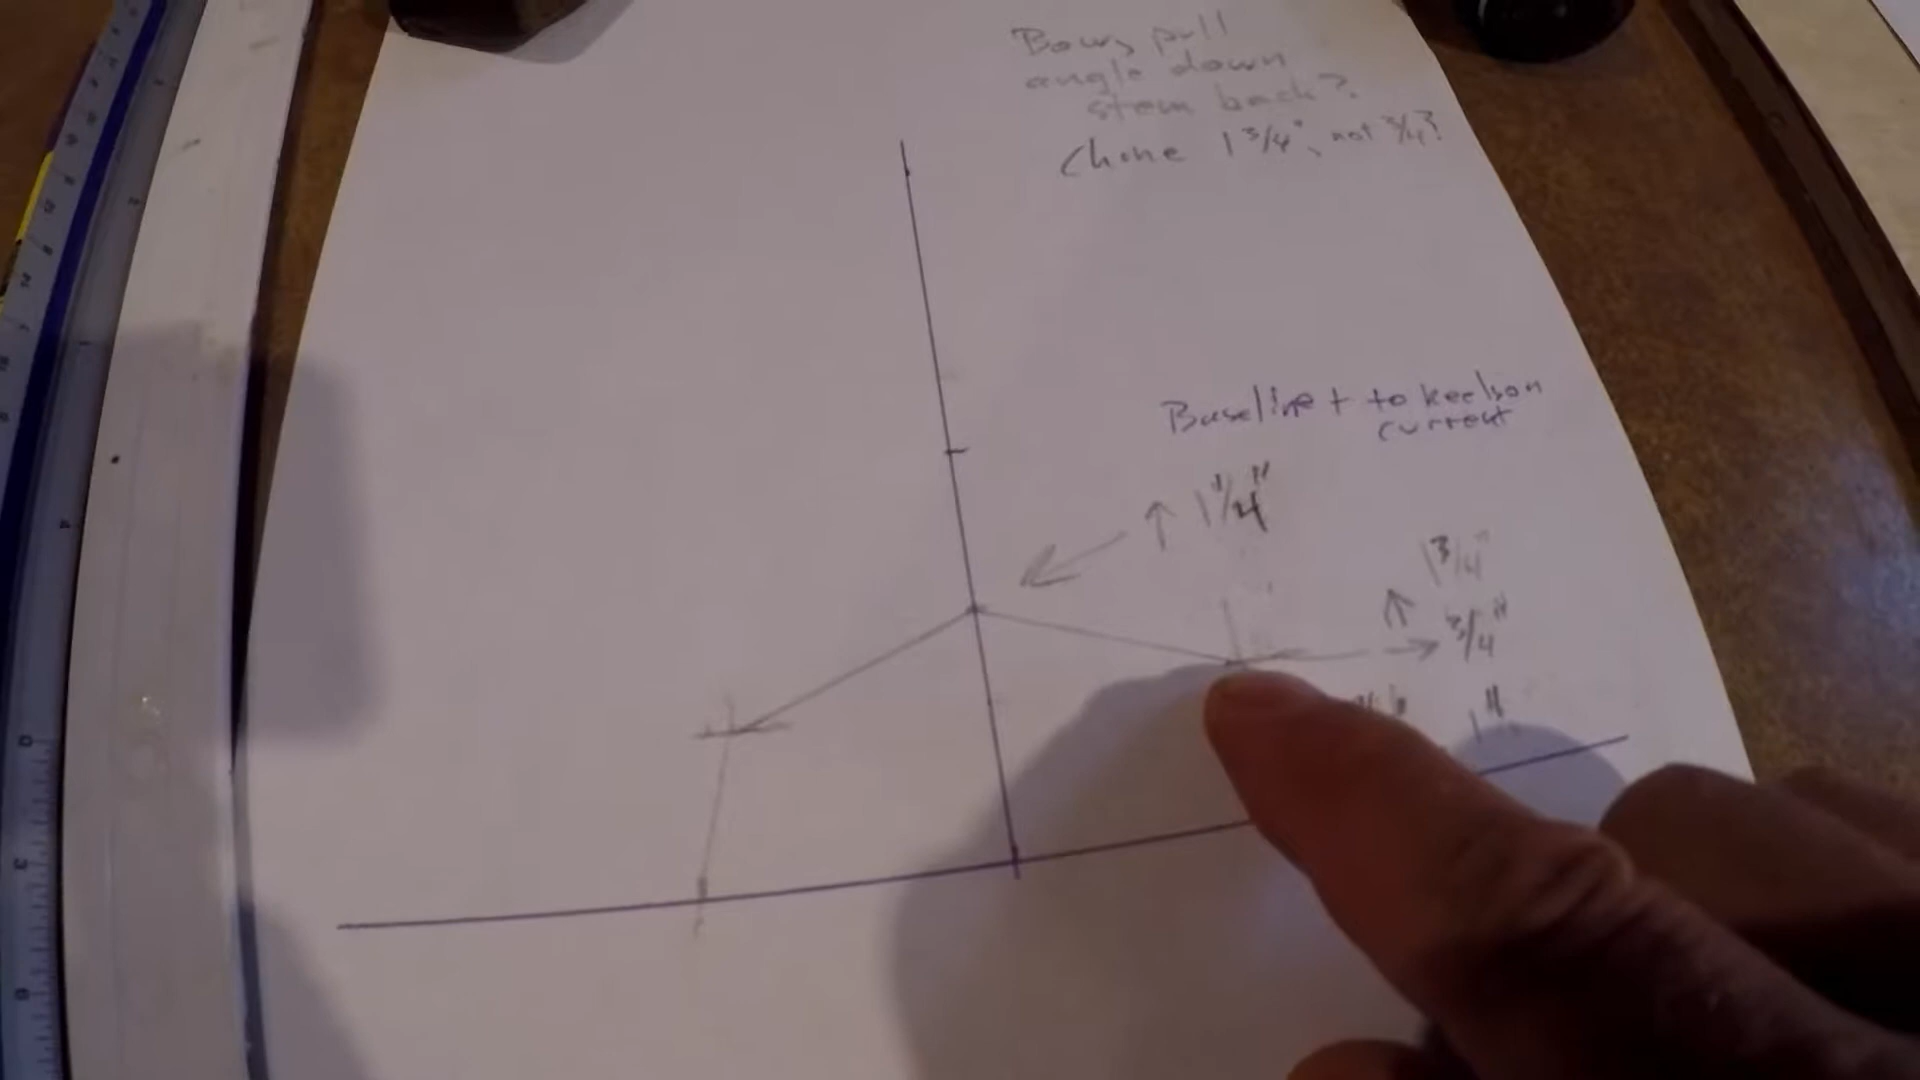 Bows pull
angle down
stem back?
Chine 1 3/4", not 3/4?
Baseline + to keelson
current
↑ 1 1/4"
1 3/4"
↑ → 3/4"
1"